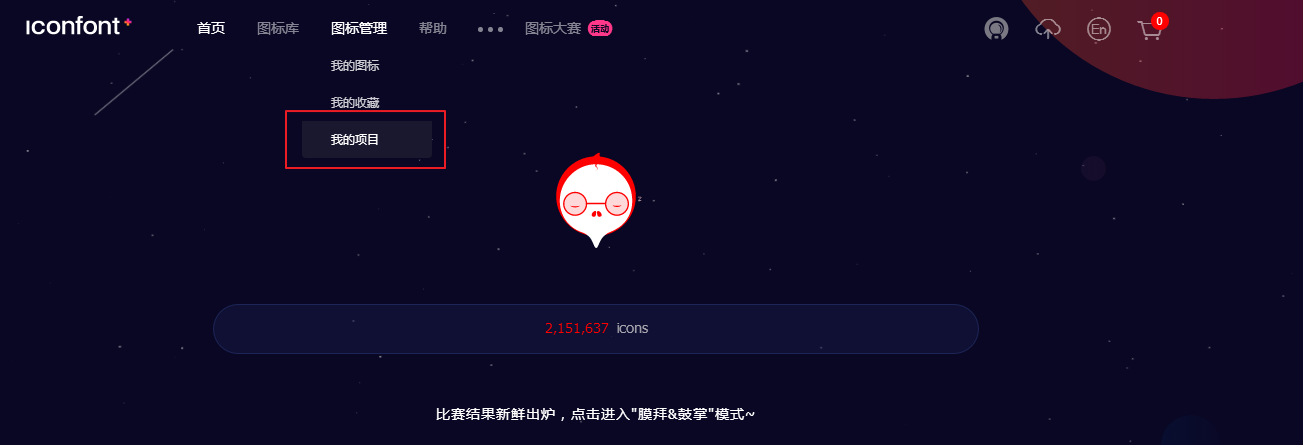 iconfont+
首页 图标库 图标管理 帮助 ••• 图标大赛 活动 En 0
我的图标
我的收藏
我的项目
z
2,151,637 icons
比赛结果新鲜出炉，点击进入"膜拜&鼓掌"模式~